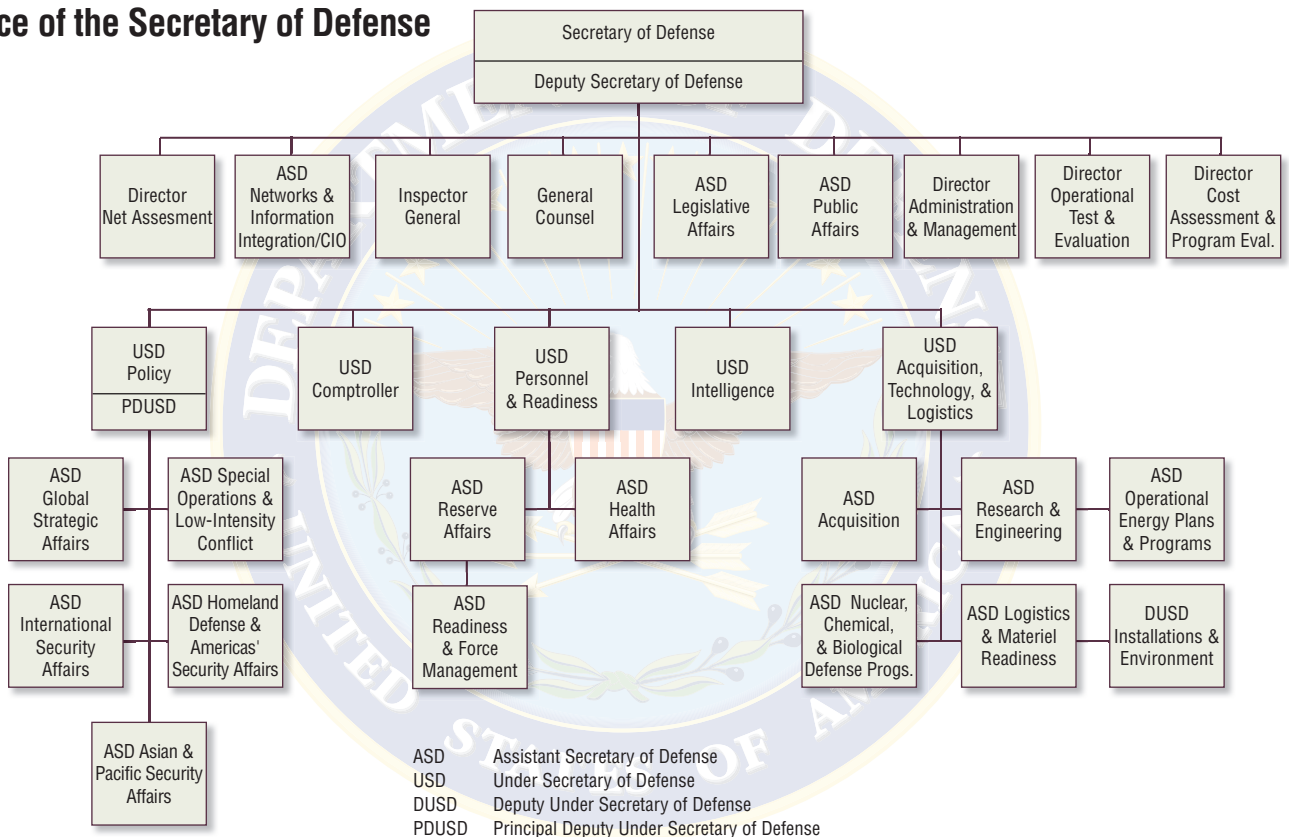 ce of the Secretary of Defense
Secretary of Defense
Deputy Secretary of Defense
Director
Net Assesment
ASD
Networks &
Information
Integration/CIO
Inspector
General
General
Counsel
ASD
Legislative
Affairs
ASD
Public
Affairs
Director
Administration
& Management
Director
Operational
Test &
Evaluation
Director
Cost
Assessment &
Program Eval.
USD
Policy
PDUSD
USD
Comptroller
USD
Personnel
& Readiness
USD
Intelligence
USD
Acquisition,
Technology, &
Logistics
ASD
Global
Strategic
Affairs
ASD Special
Operations &
Low-Intensity
Conflict
ASD
Reserve
Affairs
ASD
Health
Affairs
ASD
Acquisition
ASD
Research &
Engineering
ASD
Operational
Energy Plans
& Programs
ASD
International
Security
Affairs
ASD Homeland
Defense &
Americas'
Security Affairs
ASD
Readiness
& Force
Management
ASD Nuclear,
Chemical,
& Biological
Defense Progs.
ASD Logistics
& Materiel
Readiness
DUSD
Installations &
Environment
ASD Asian &
Pacific Security
Affairs
ASD Assistant Secretary of Defense
USD Under Secretary of Defense
DUSD Deputy Under Secretary of Defense
PDUSD Principal Deputy Under Secretary of Defense
UNITED STATES OF AMERICA